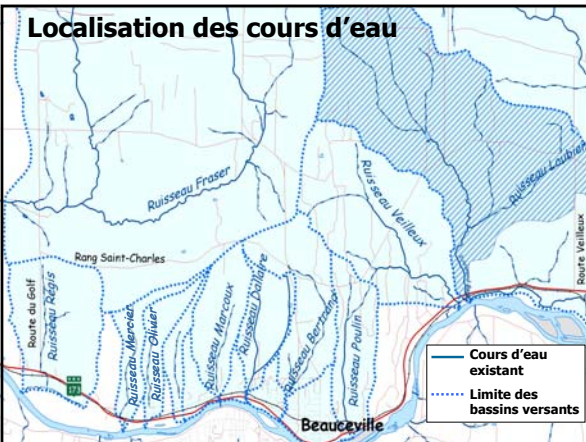 Localisation des cours d’eau
Ruisseau Fraser
Ruisseau Veilleux
Ruisseau Loubier
Rang Saint-Charles
Route du Golf
Ruisseau Régis
Ruisseau Mercier
Ruisseau Olivier
Ruisseau Marcoux
Ruisseau Dallaire
Ruisseau Bertrand
Ruisseau Poulin
Route Veilleux
173
Beauceville
Cours d’eau
existant
Limite des
bassins versants